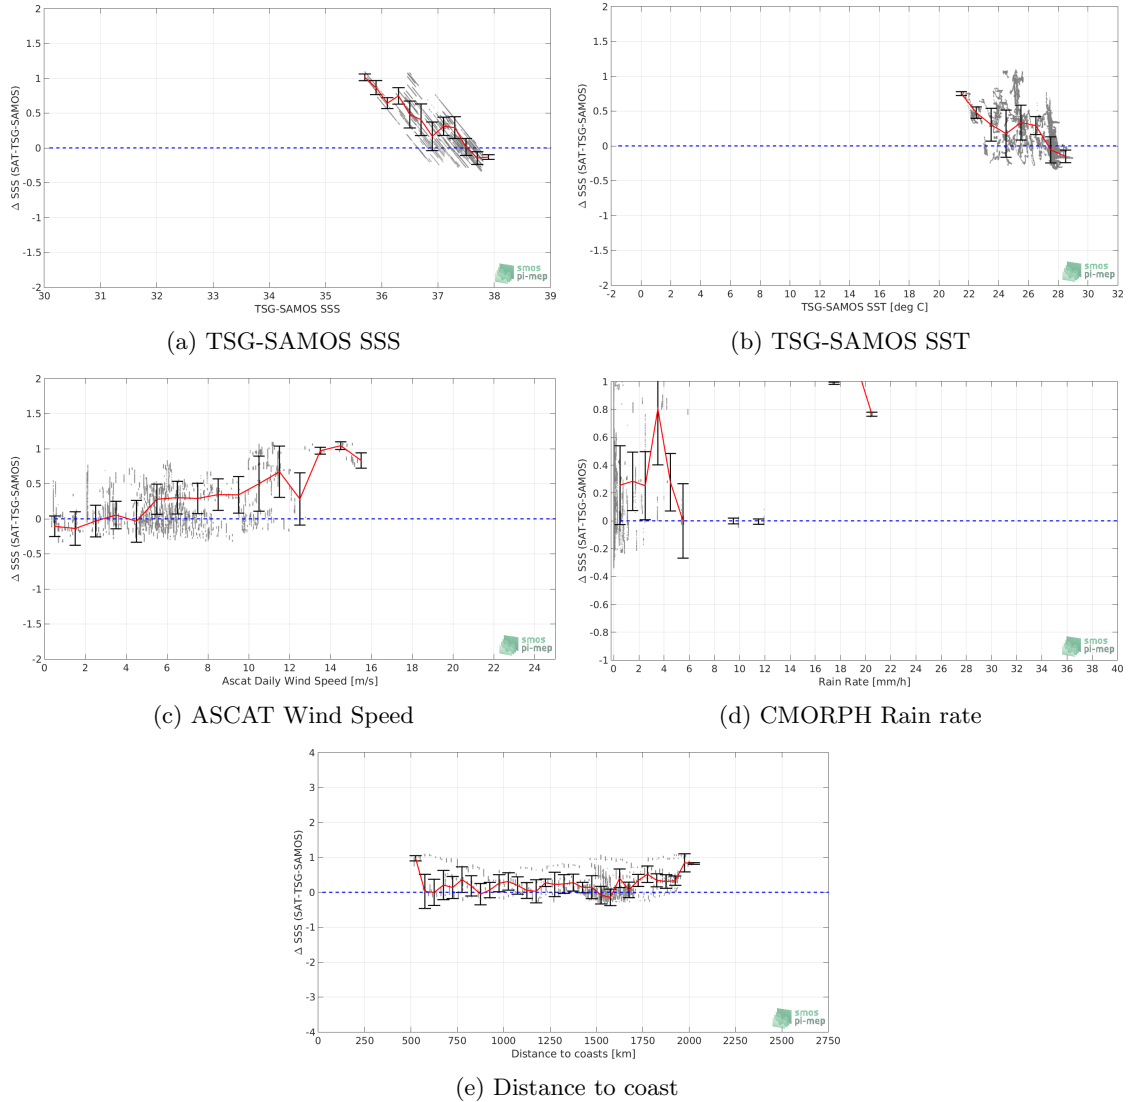 2
1.5
1
0.5
0
-0.5
-1
-1.5
-2
Δ SSS (SAT-TSG-SAMOS)
30 31 32 33 34 35 36 37 38 39
TSG-SAMOS SSS
smos
pi-mep
(a) TSG-SAMOS SSS
2
1.5
1
0.5
0
-0.5
-1
-1.5
-2
Δ SSS (SAT-TSG-SAMOS)
-2 0 2 4 6 8 10 12 14 16 18 20 22 24 26 28 30 32
TSG-SAMOS SST [deg C]
smos
pi-mep
(b) TSG-SAMOS SST
2
1.5
1
0.5
0
-0.5
-1
-1.5
-2
Δ SSS (SAT-TSG-SAMOS)
0 2 4 6 8 10 12 14 16 18 20 22 24
Ascat Daily Wind Speed [m/s]
smos
pi-mep
(c) ASCAT Wind Speed
1
0.8
0.6
0.4
0.2
0
-0.2
-0.4
-0.6
-0.8
-1
Δ SSS (SAT-TSG-SAMOS)
0 2 4 6 8 10 12 14 16 18 20 22 24 26 28 30 32 34 36 38 40
Rain Rate [mm/h]
smos
pi-mep
(d) CMORPH Rain rate
4
3
2
1
0
-1
-2
-3
-4
Δ SSS (SAT-TSG-SAMOS)
0 250 500 750 1000 1250 1500 1750 2000 2250 2500 2750
Distance to coasts [km]
smos
pi-mep
(e) Distance to coast